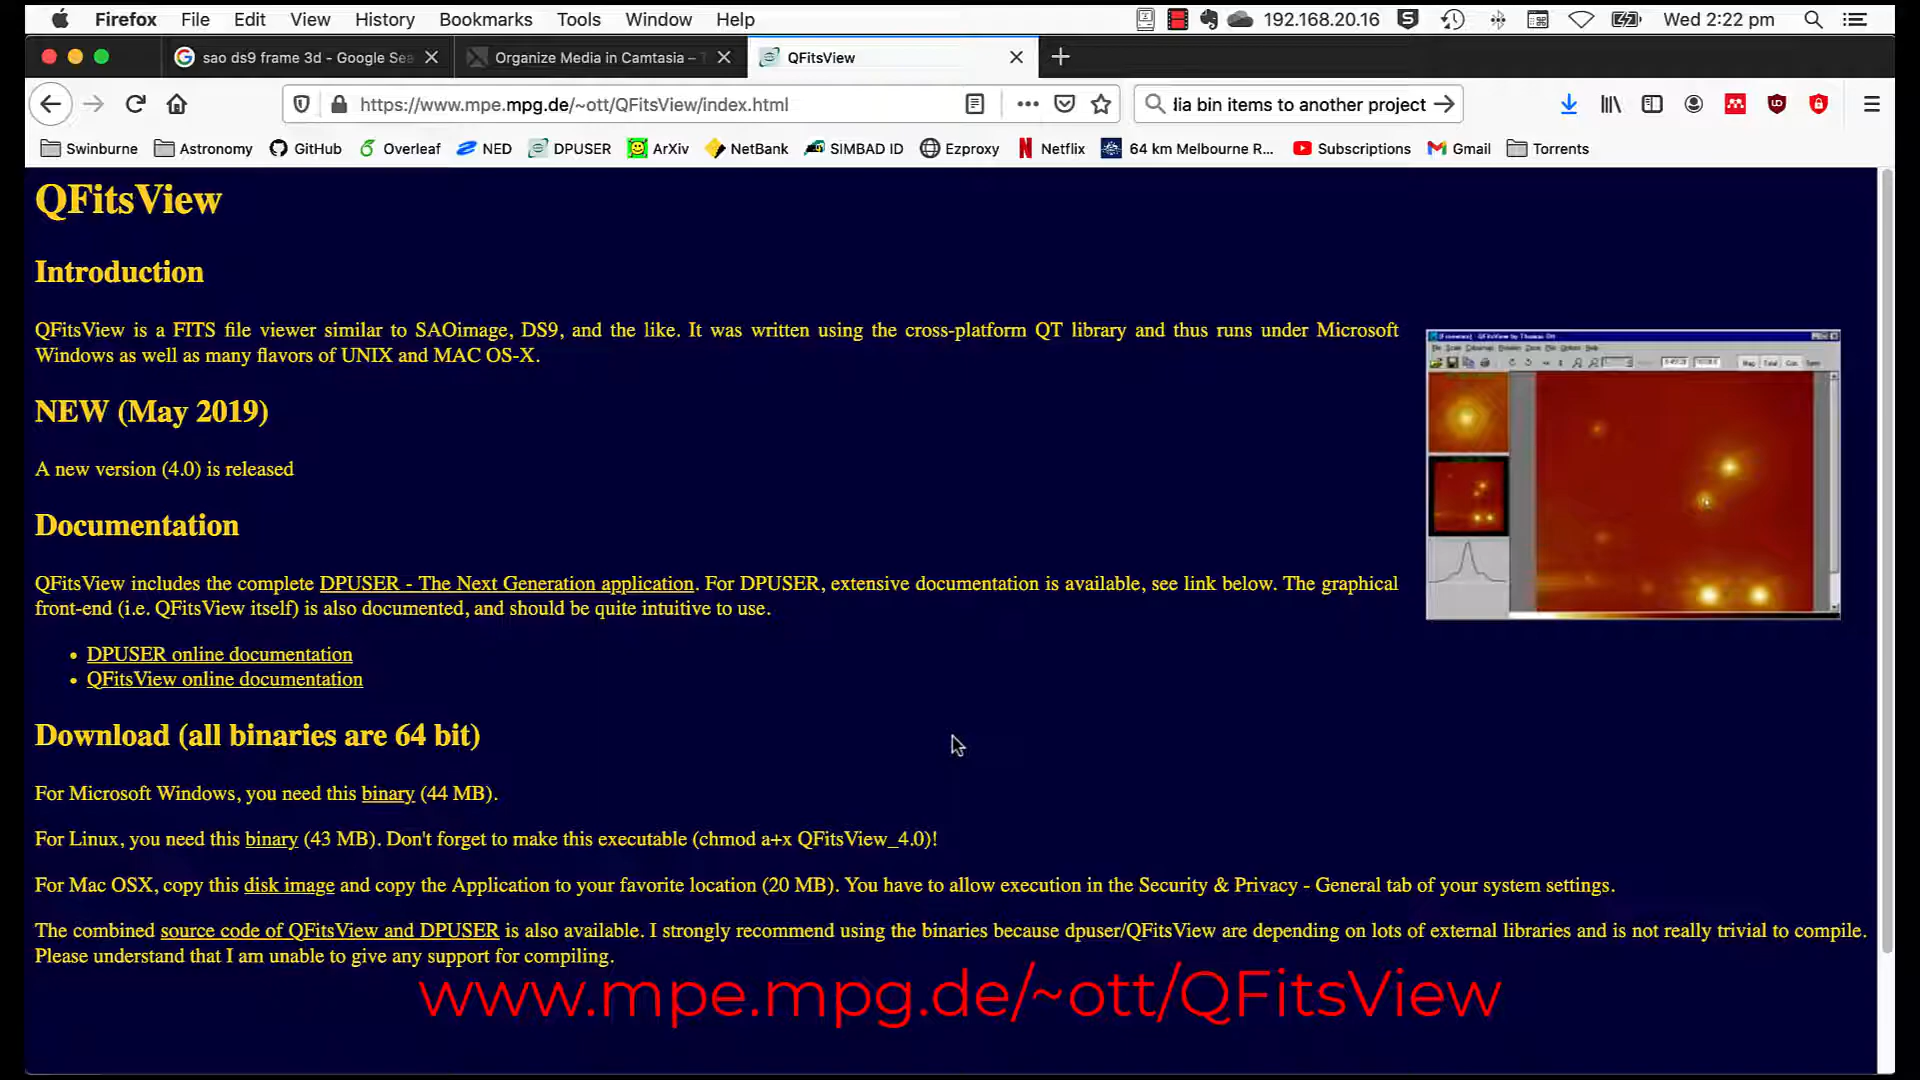 Firefox File Edit View History Bookmarks Tools Window Help 192.168.20.16 Wed 2:22 pm
sao ds9 frame 3d - Google Sea Organize Media in Camtasia – T QFitsView
https://www.mpe.mpg.de/~ott/QFitsView/index.html dia bin items to another project
Swinburne Astronomy GitHub Overleaf NED DPUSER ArXiv NetBank SIMBAD ID Ezproxy Netflix 64 km Melbourne R... Subscriptions Gmail Torrents
QFitsView
Introduction
QFitsView is a FITS file viewer similar to SAOimage, DS9, and the like. It was written using the cross-platform QT library and thus runs under Microsoft
Windows as well as many flavors of UNIX and MAC OS-X.
NEW (May 2019)
A new version (4.0) is released
Documentation
QFitsView includes the complete DPUSER - The Next Generation application. For DPUSER, extensive documentation is available, see link below. The graphical
front-end (i.e. QFitsView itself) is also documented, and should be quite intuitive to use.
• DPUSER online documentation
• QFitsView online documentation
Download (all binaries are 64 bit)
For Microsoft Windows, you need this binary (44 MB).
For Linux, you need this binary (43 MB). Don't forget to make this executable (chmod a+x QFitsView_4.0)!
For Mac OSX, copy this disk image and copy the Application to your favorite location (20 MB). You have to allow execution in the Security & Privacy - General tab of your system settings.
The combined source code of QFitsView and DPUSER is also available. I strongly recommend using the binaries because dpuser/QFitsView are depending on lots of external libraries and is not really trivial to compile.
Please understand that I am unable to give any support for compiling.
www.mpe.mpg.de/~ott/QFitsView